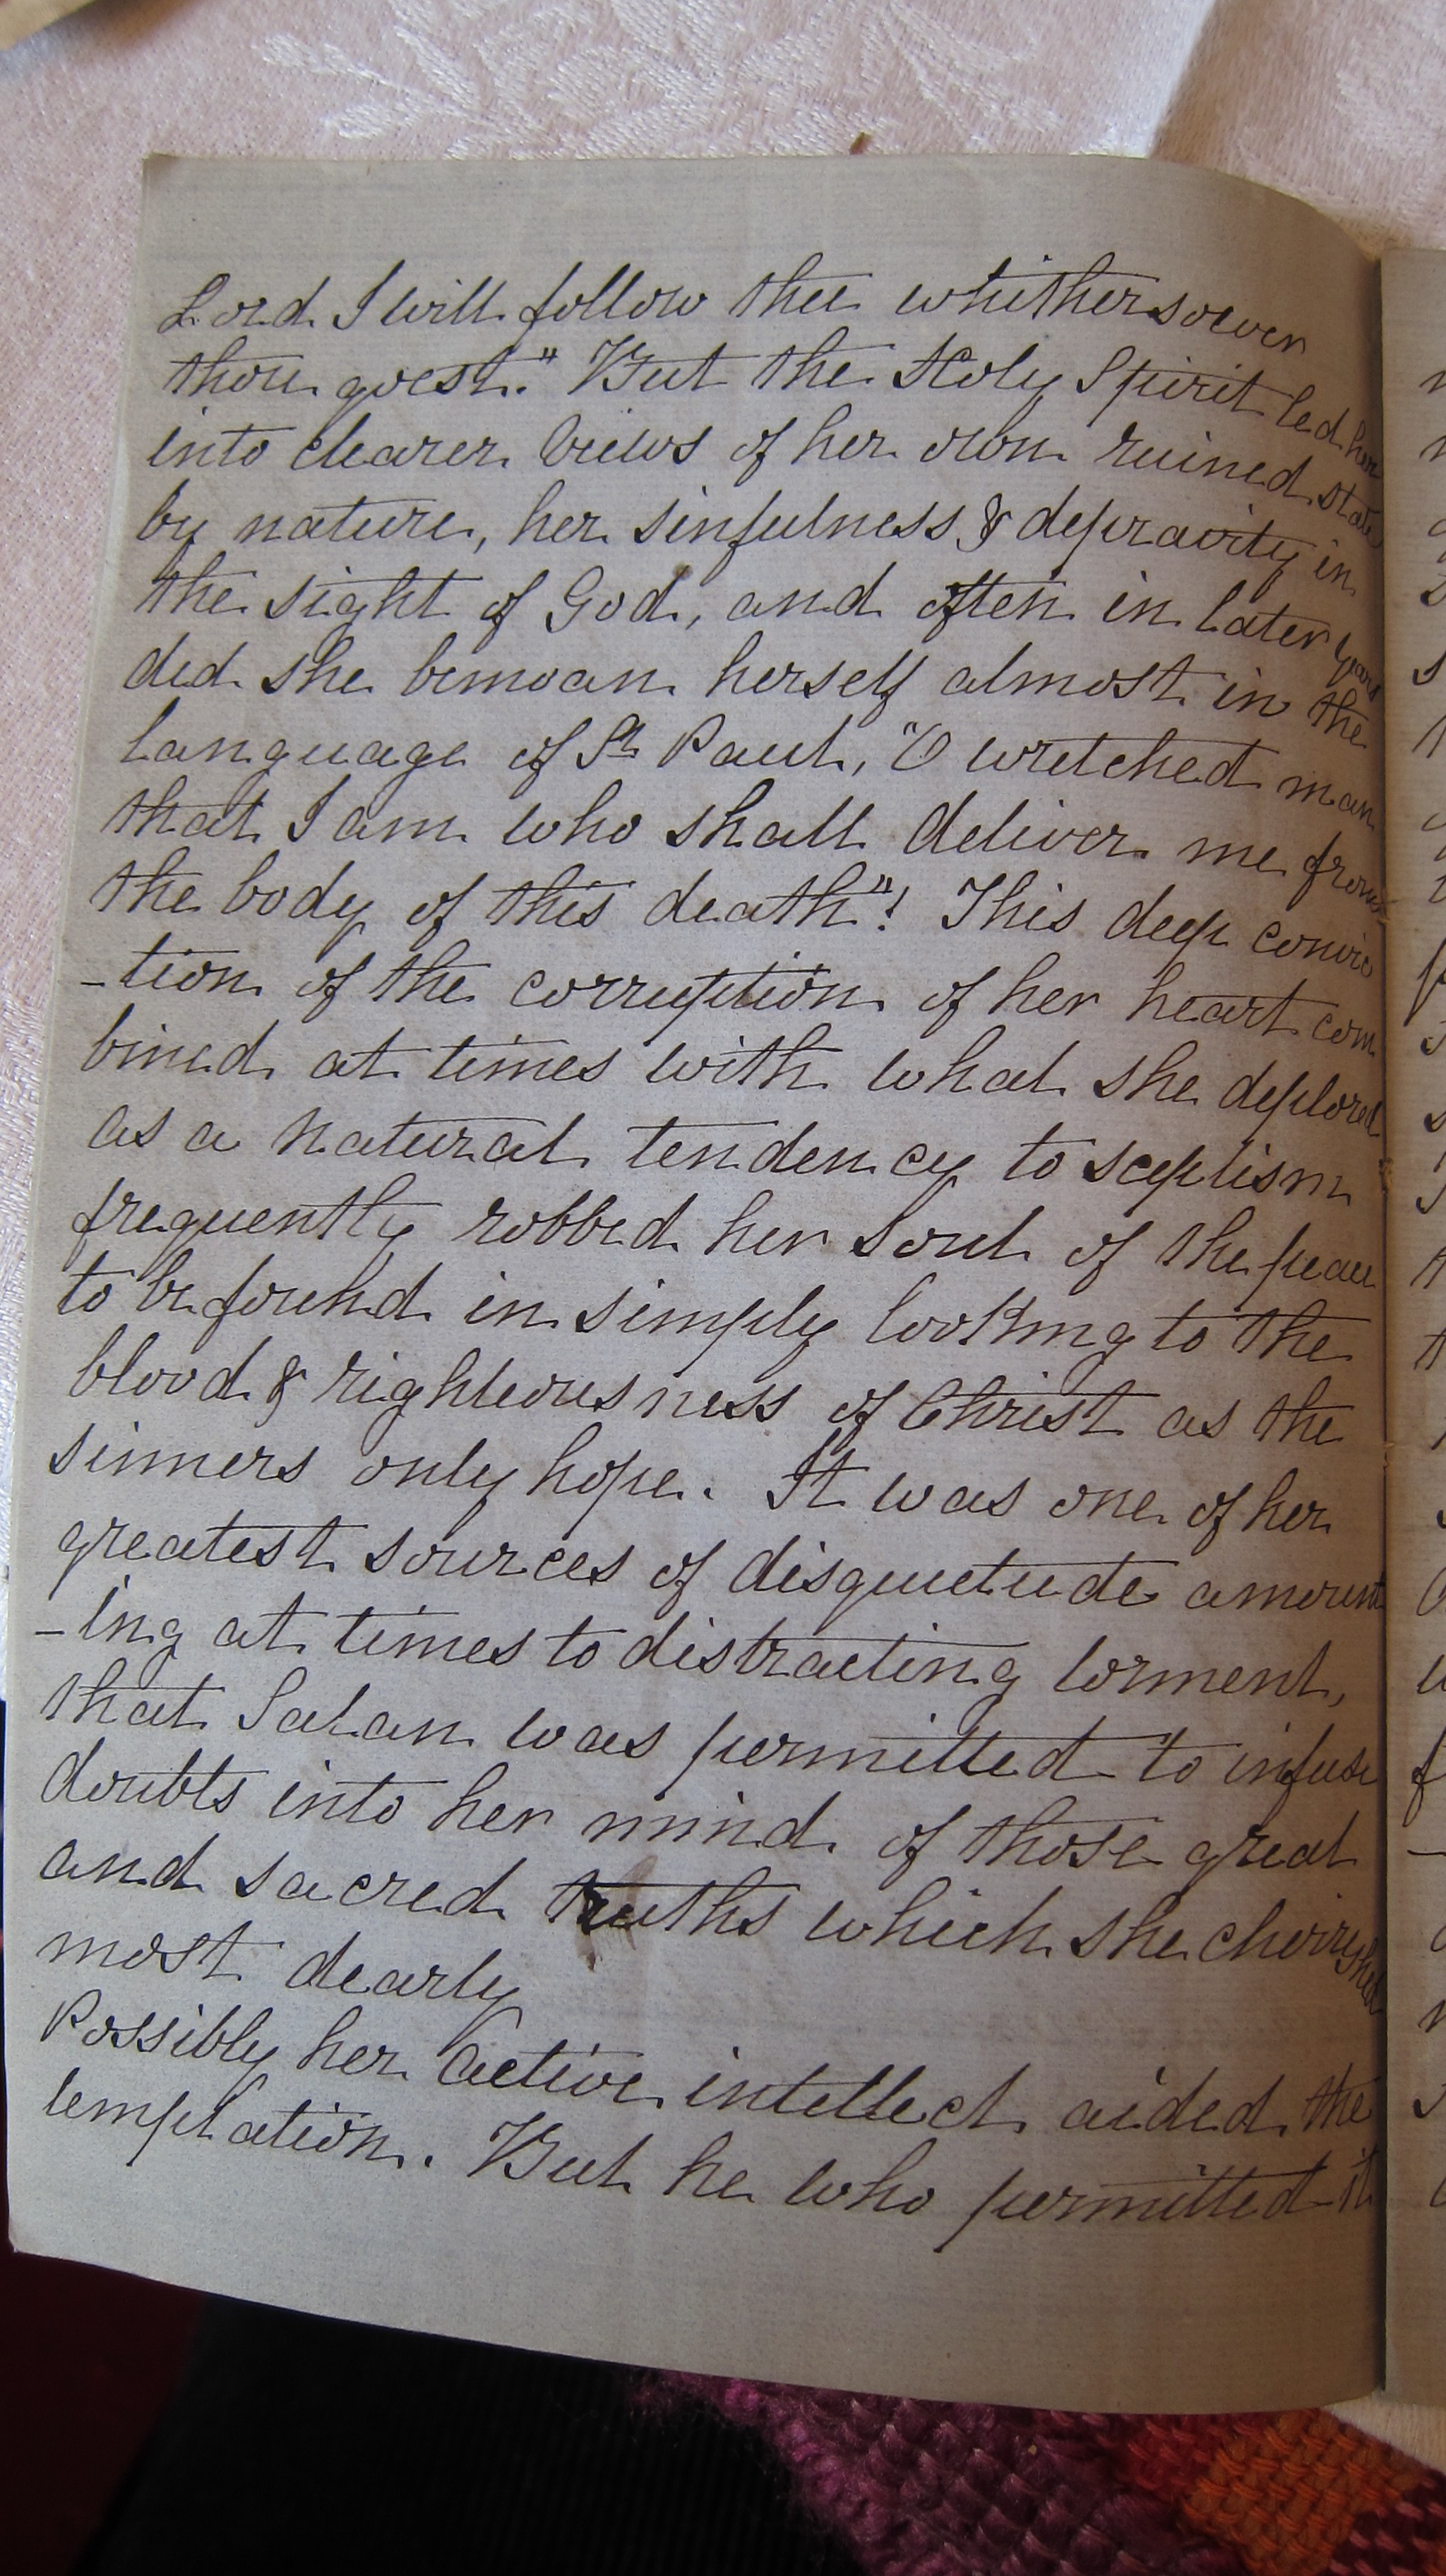 Lord I will follow thee whithersoever
thou goest." But the Holy Spirit led her
into clearer views of her own ruined state
by nature, her sinfulness & depravity in
the sight of God, and often in later years
did she bemoan herself almost in the
language of St Paul, "O wretched man
that I am who shall deliver me from
the body of this death"! This deep convic
-tion of the corruption of her heart com
bined at times with what she deplored
as a natural tendency to sceptism
frequently robbed her soul of the peace
to be found in simply looking to the
blood & righteousness of Christ as the
sinners only hope. It was one of her
greatest sources of disquietude amount
-ing at times to distracting torment,
that Satan was permitted to infuse
doubts into her mind of those great
and sacred truths which she cherished
most dearly
Possibly her active intellect aided the
temptation. But he who permitted it